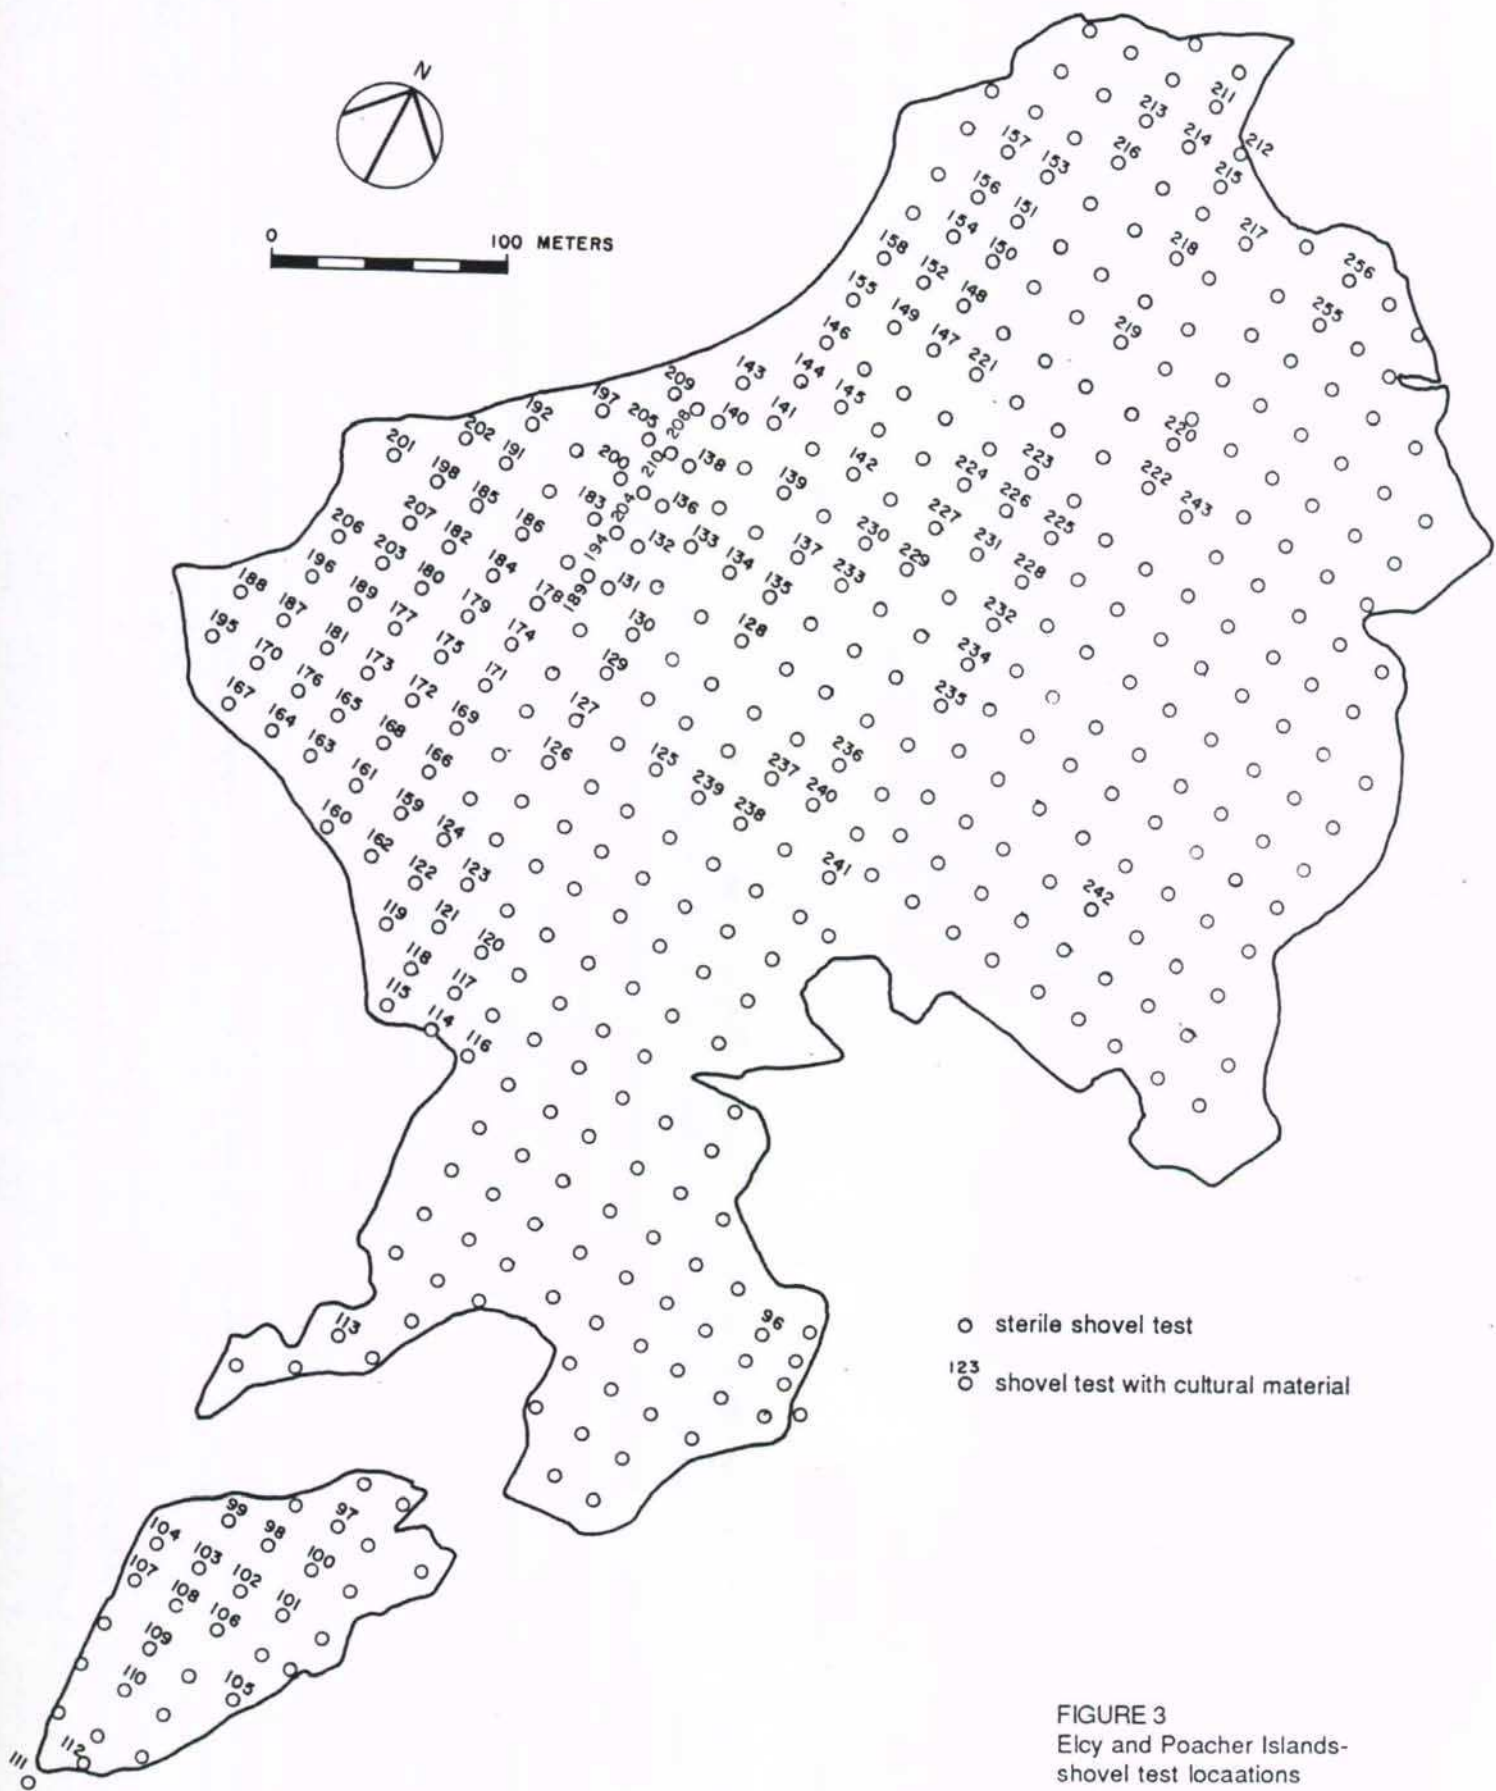 N
0 100 METERS
211
213
214 212
157 216
153 215
156
151
154 217
150 218
158
152 256
155 148
149 255
146 147 219
221
209 143 144
145
197 205 208 140 141
192
202 220
201 191 200 210 138 142 223
198 139 224 222
185 183 204 136 226 243
207 186 227 225
206 182 194 132 133 230
203 184 134 137 229 231
196 180 131 135 233 228
188 189 178 189
187 177 179 130 128 232
195 181 174
170 175 129 234
176 173 171
167 165 172 127 235
164 168 169
163 166 126 125 236
161 237
159 239 240
160 124 238
162
122 123 241
242
119 121
120
118
117
115
114
116
113
96
○ sterile shovel test
123
○ shovel test with cultural material
99 97
104 98
103 100
107 102
108 101
106
109
110 105
112
111
FIGURE 3
Elcy and Poacher Islands-
shovel test locaations